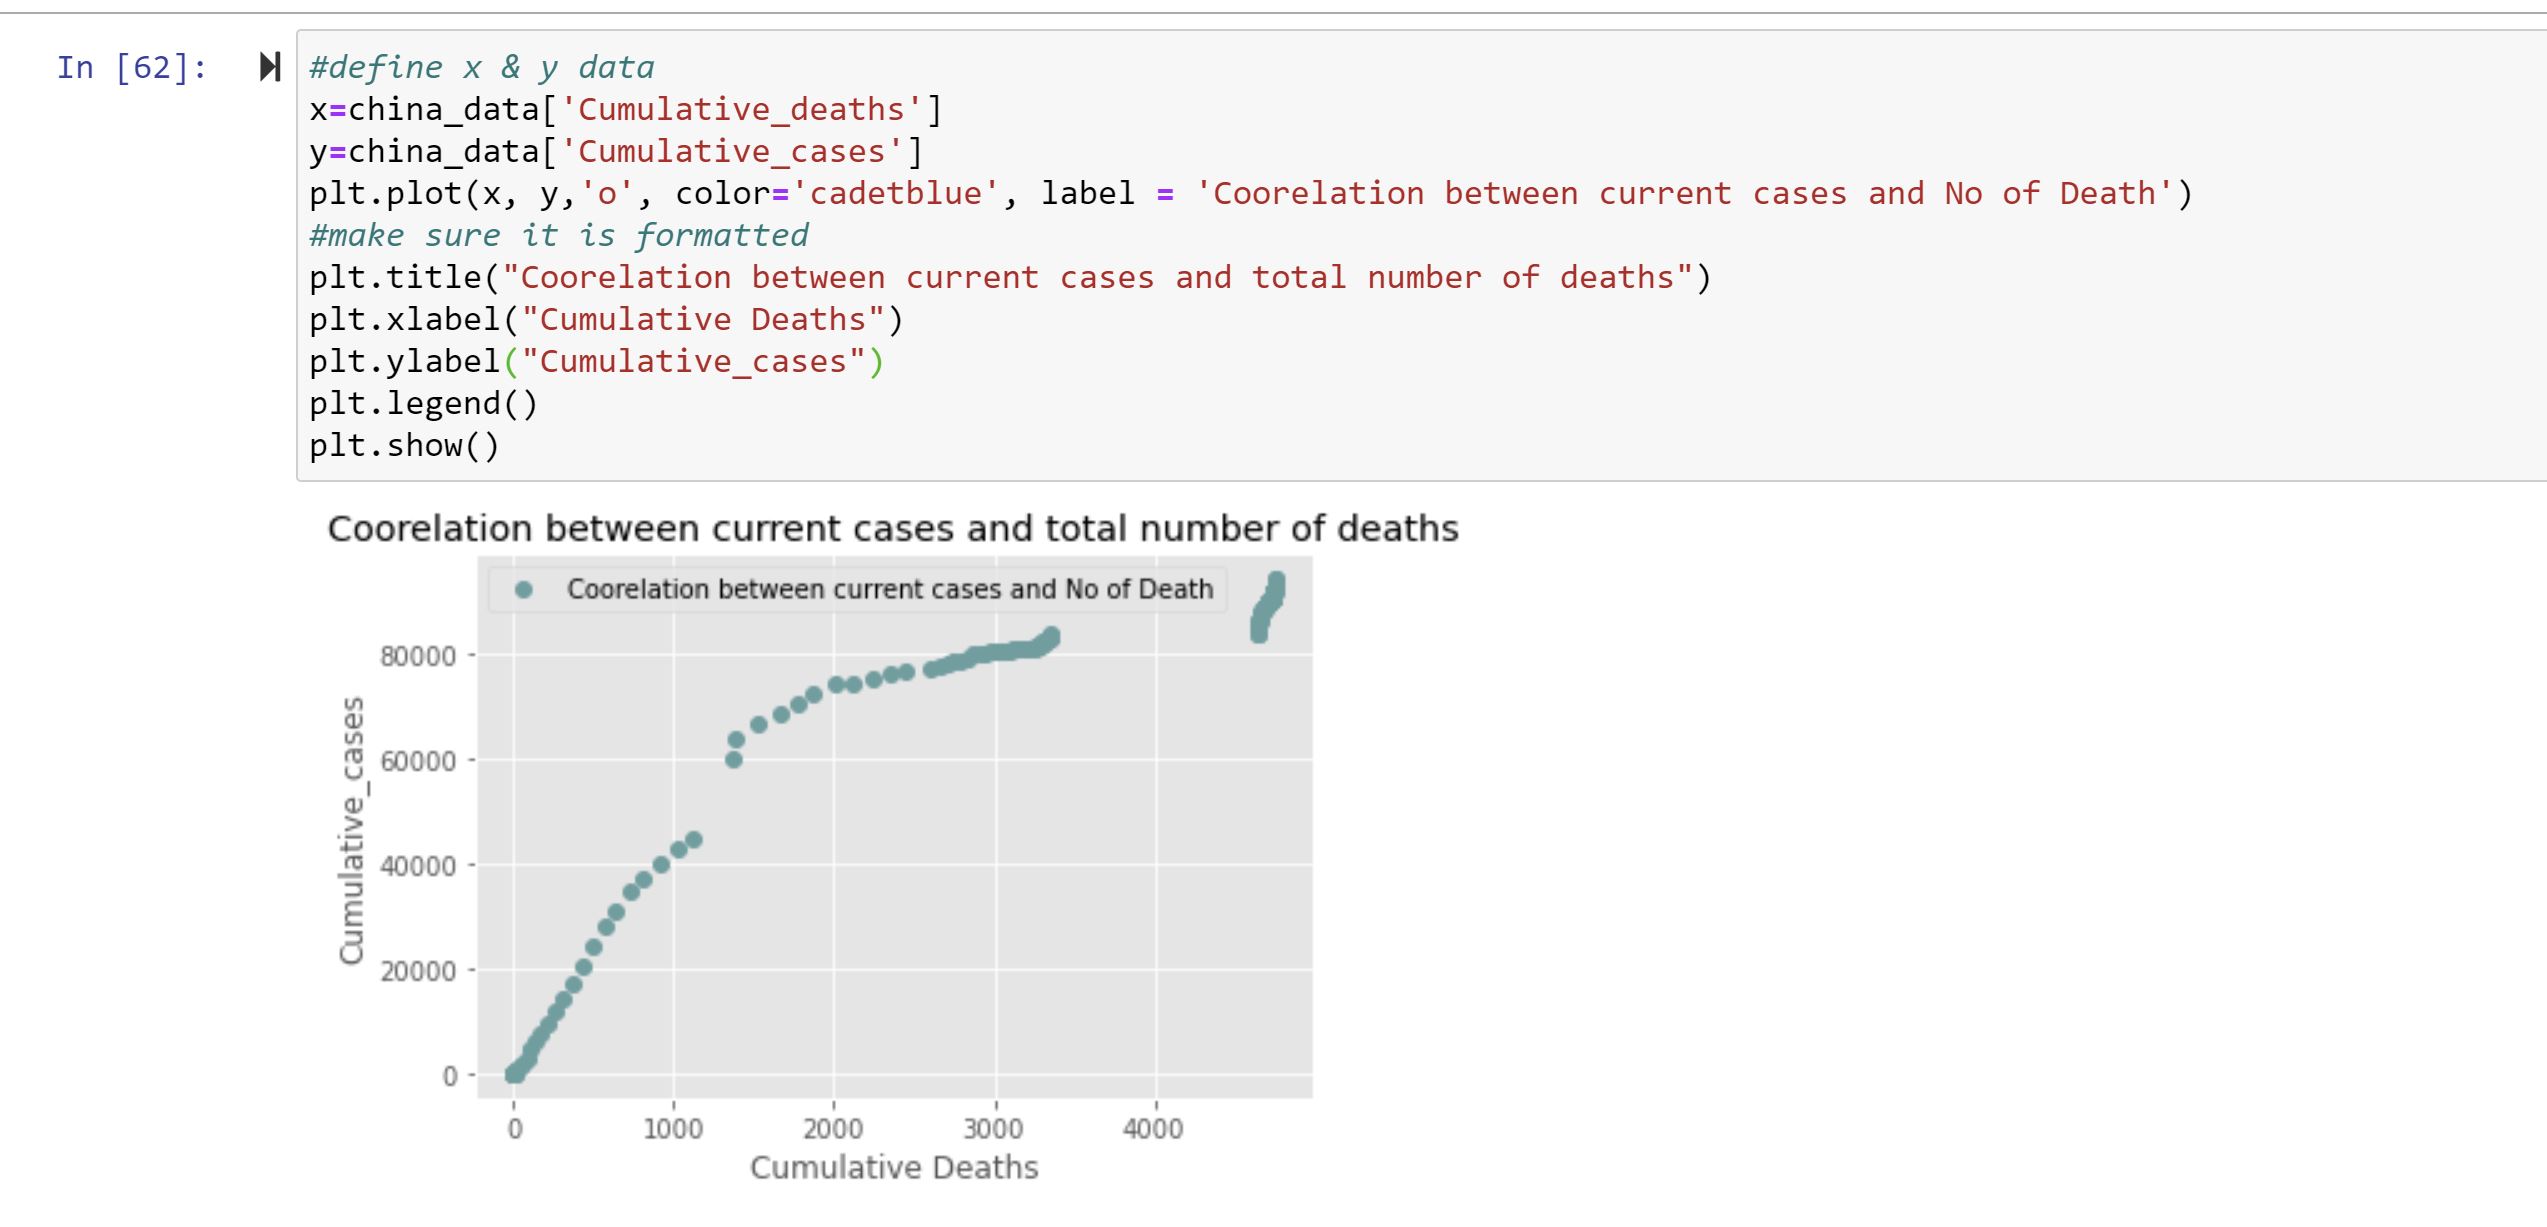 In [62]:
#define x & y data
x=china_data['Cumulative_deaths']
y=china_data['Cumulative_cases']
plt.plot(x, y,'o', color='cadetblue', label = 'Coorelation between current cases and No of Death')
#make sure it is formatted
plt.title("Coorelation between current cases and total number of deaths")
plt.xlabel("Cumulative Deaths")
plt.ylabel("Cumulative_cases")
plt.legend()
plt.show()
Coorelation between current cases and total number of deaths
Coorelation between current cases and No of Death
80000
60000
40000
20000
0
Cumulative_cases
0 1000 2000 3000 4000
Cumulative Deaths